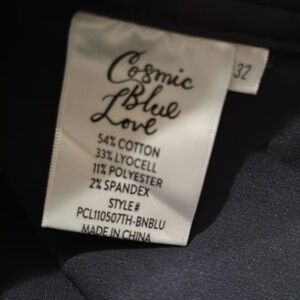 Cosmic
Blue
Love
54% COTTON
33% LYOCELL
11% POLYESTER
2% SPANDEX
STYLE#
PCL110507TH-BNBLU
MADE IN CHINA
32